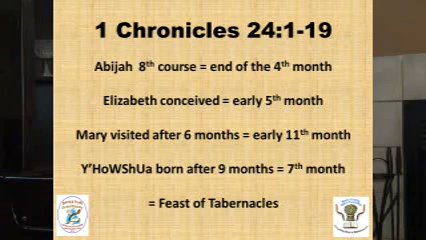 1 Chronicles 24:1-19
Abijah 8th course = end of the 4th month
Elizabeth conceived = early 5th month
Mary visited after 6 months = early 11th month
Y’HoWShUa born after 9 months = 7th month
= Feast of Tabernacles